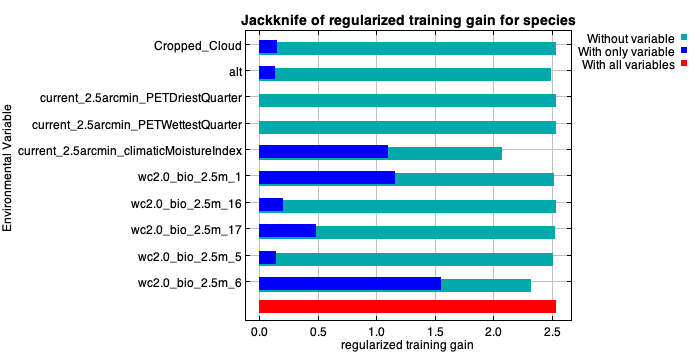 Jackknife of regularized training gain for species
Without variable
With only variable
With all variables
Environmental Variable
Cropped_Cloud
alt
current_2.5arcmin_PETDriestQuarter
current_2.5arcmin_PETWettestQuarter
current_2.5arcmin_climaticMoistureIndex
wc2.0_bio_2.5m_1
wc2.0_bio_2.5m_16
wc2.0_bio_2.5m_17
wc2.0_bio_2.5m_5
wc2.0_bio_2.5m_6
0.0 0.5 1.0 1.5 2.0 2.5
regularized training gain